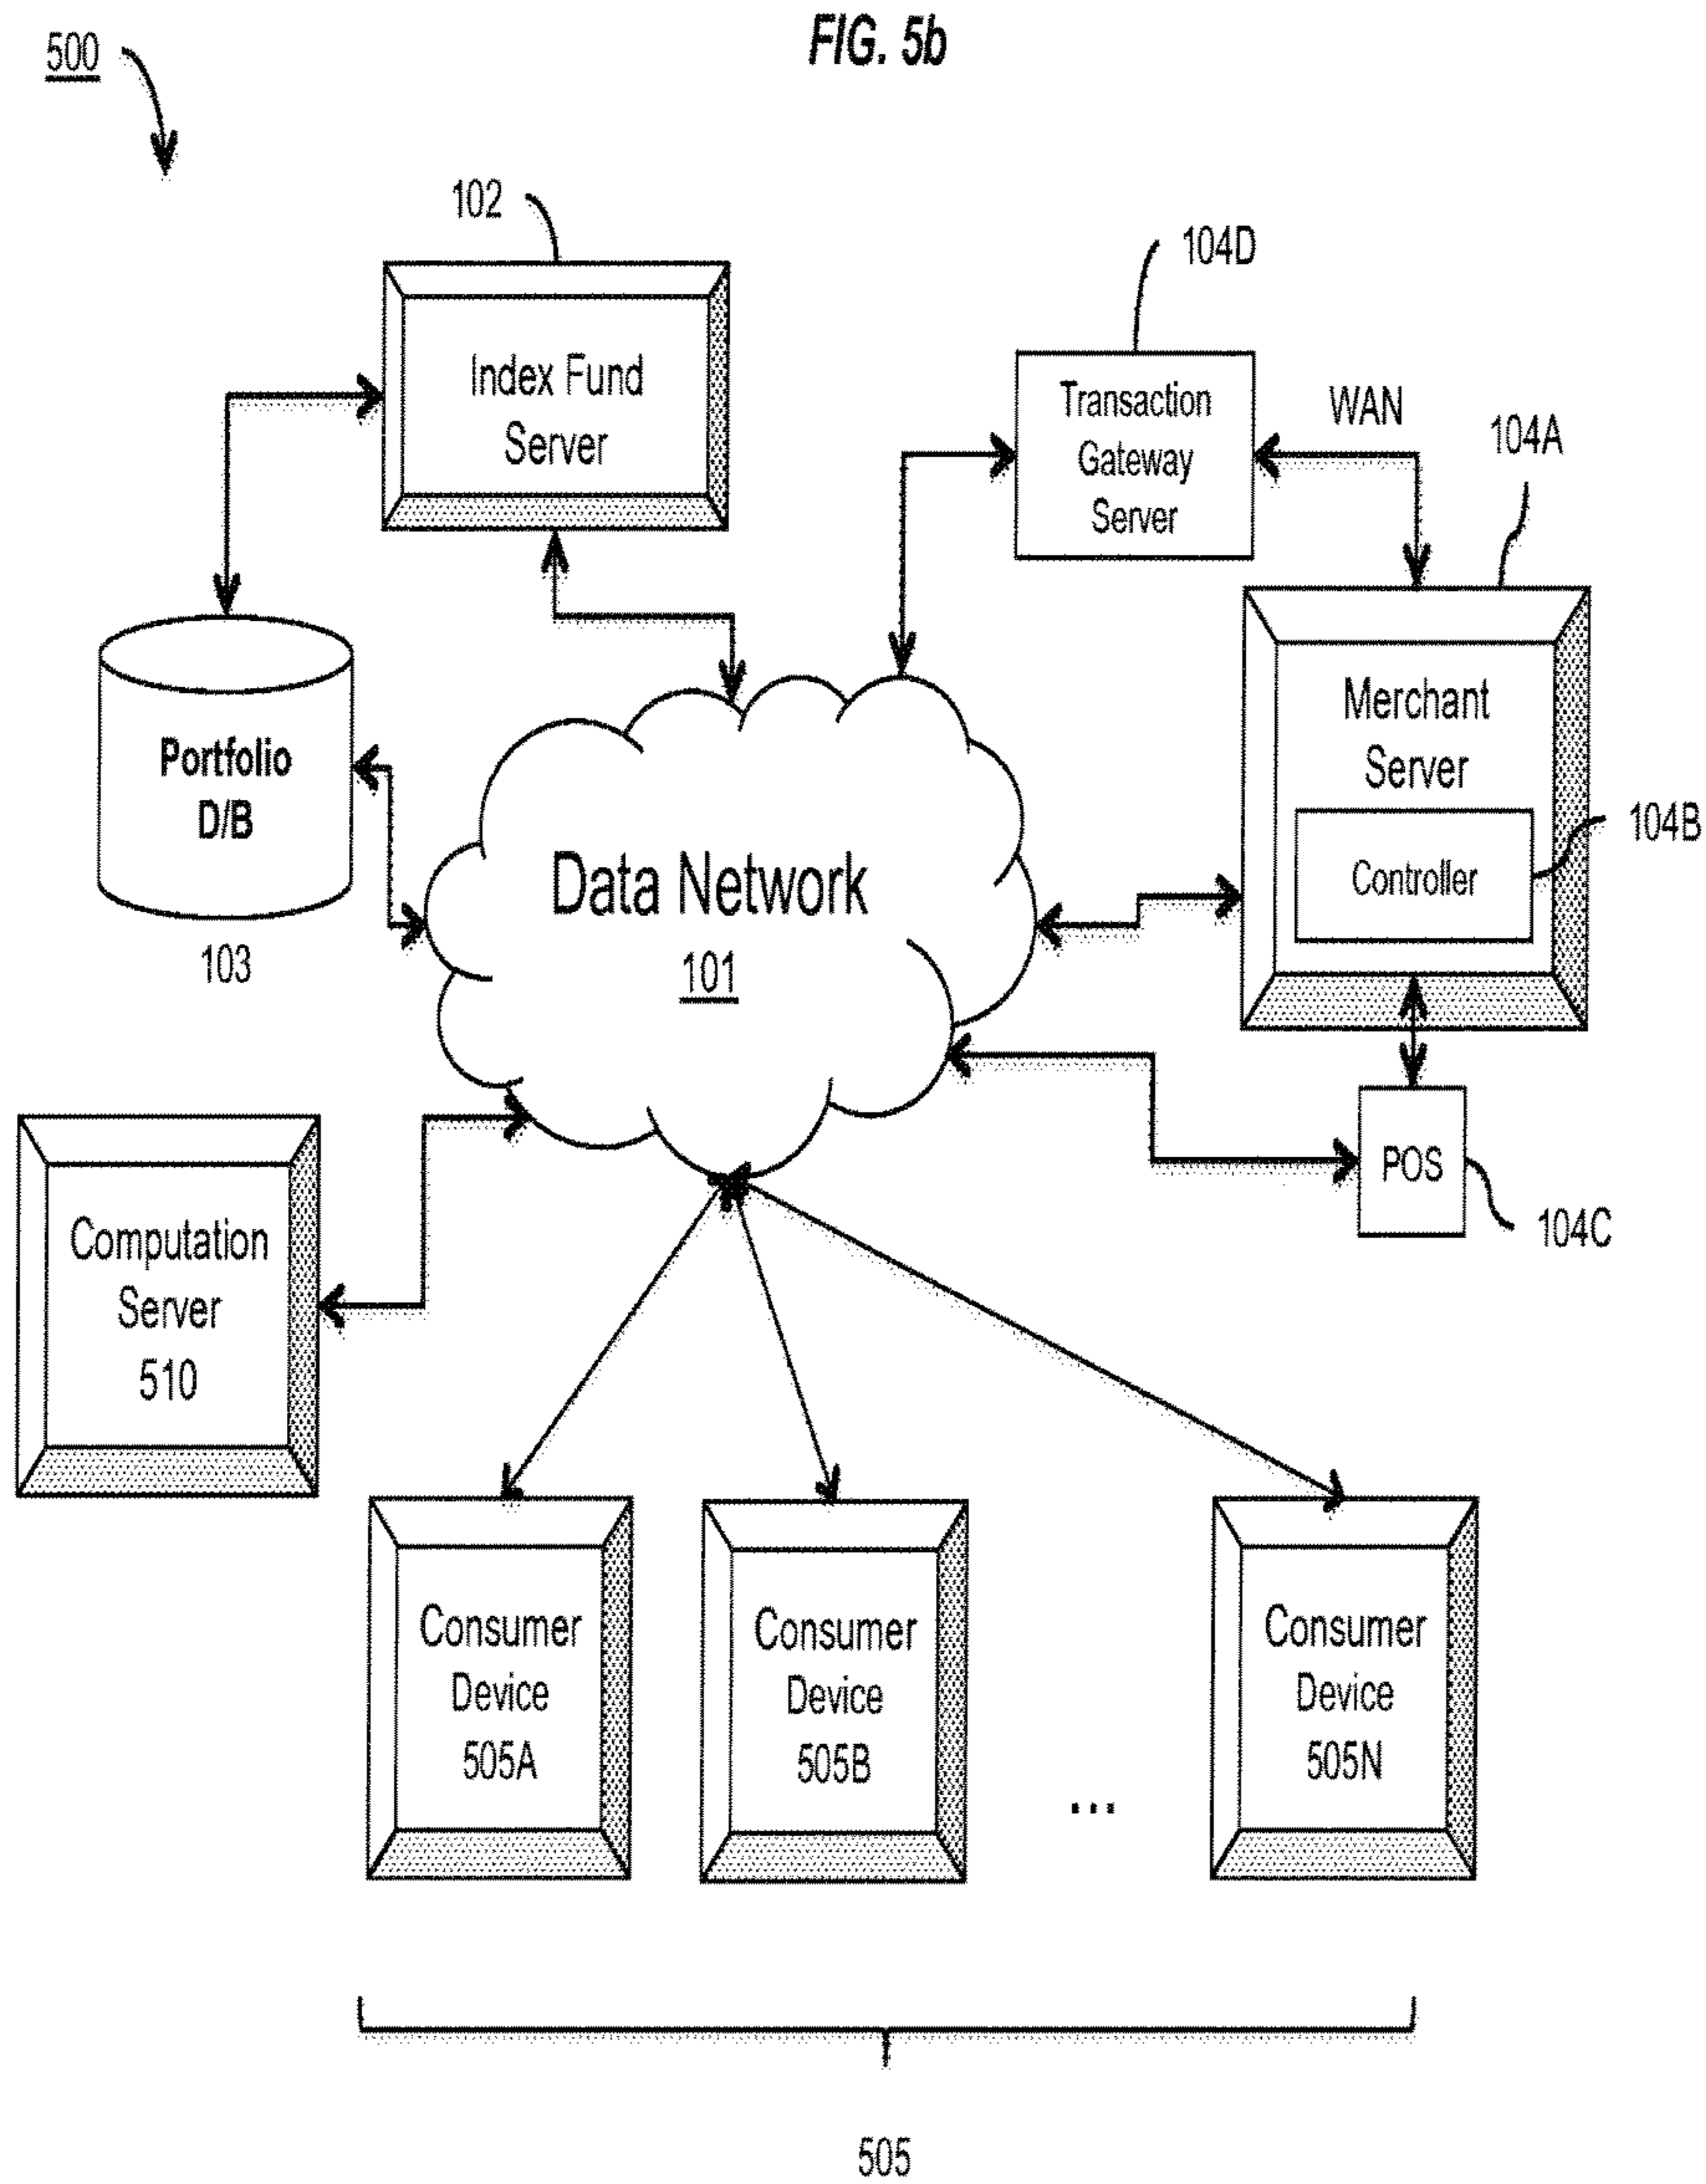 FIG. 5b
500
102
104D
Index Fund
Server
Transaction
Gateway
Server
WAN
104A
Portfolio
D/B
103
Merchant
Server
Controller
104B
Data Network
101
POS
104C
Computation
Server
510
Consumer
Device
505A
Consumer
Device
505B
...
Consumer
Device
505N
505